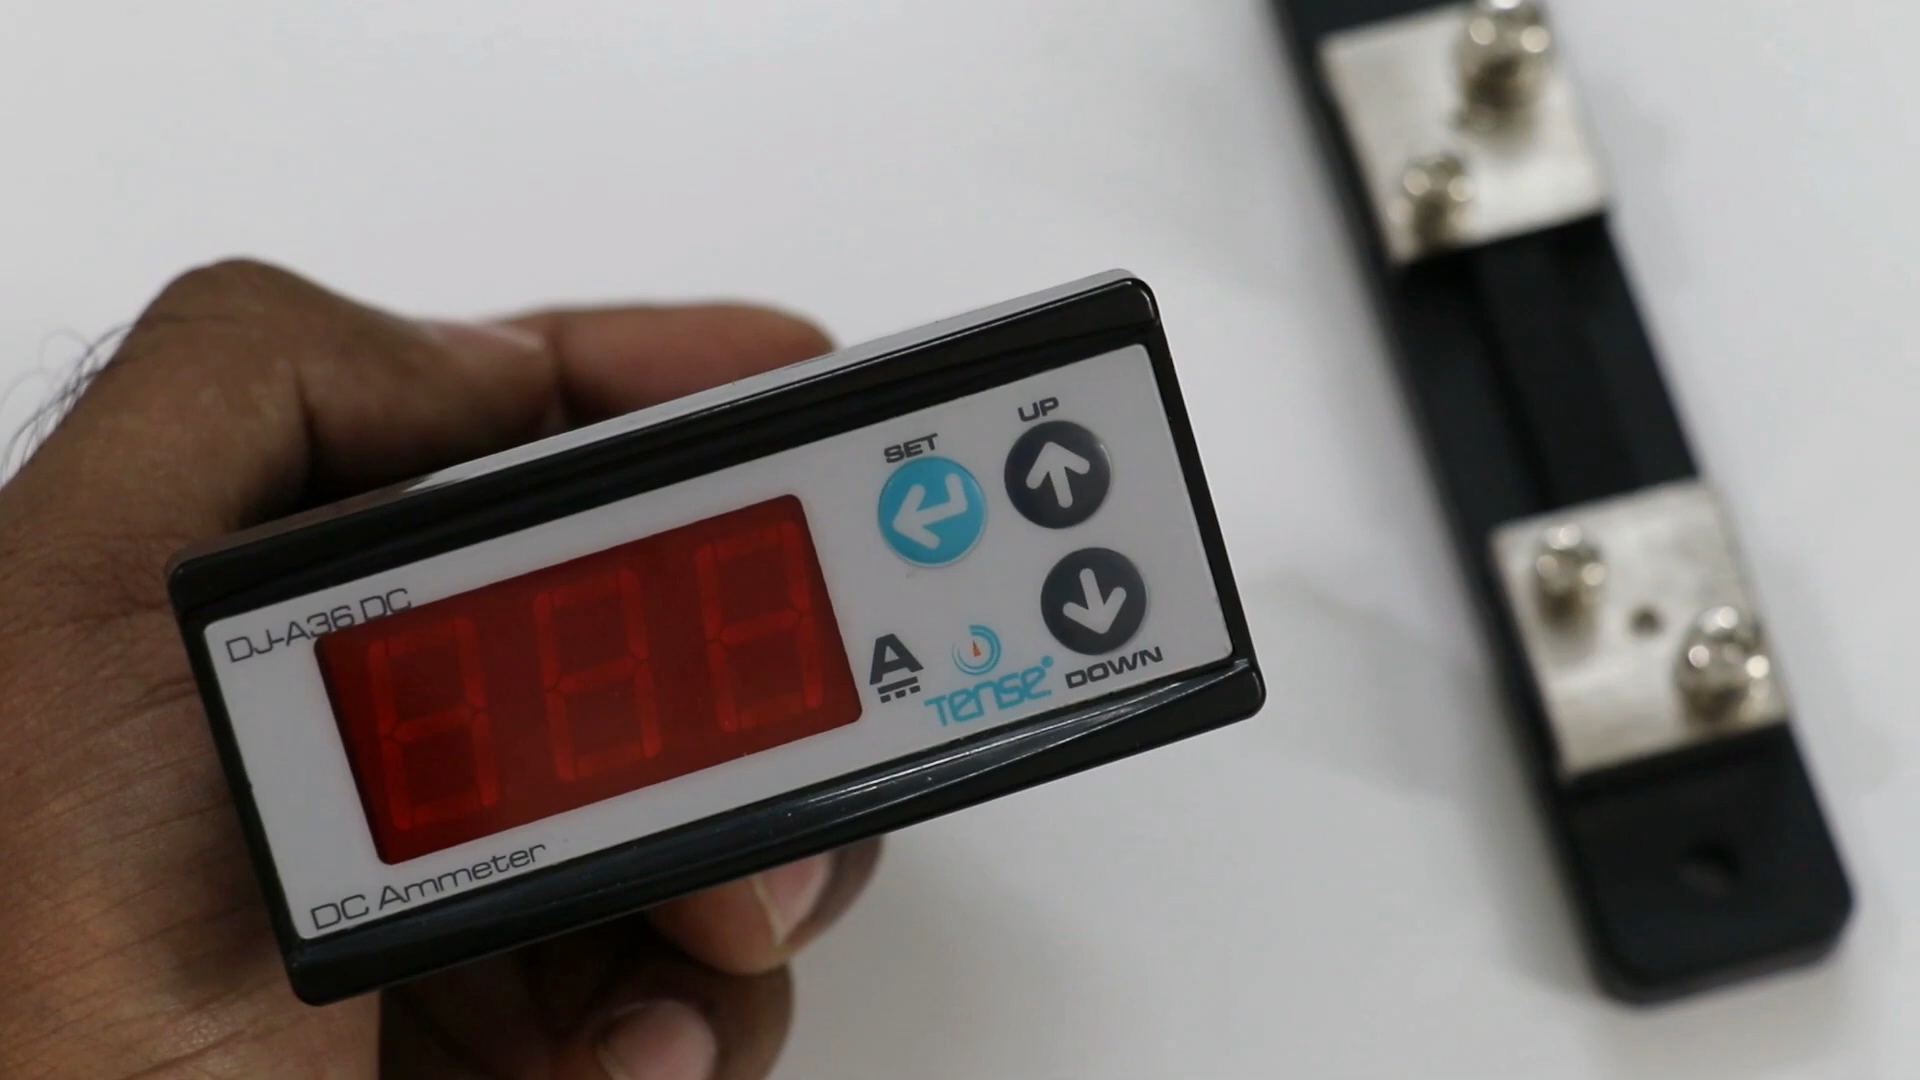 DJ-A36 DC
SET
UP
A
TENSE
DOWN
DC Ammeter